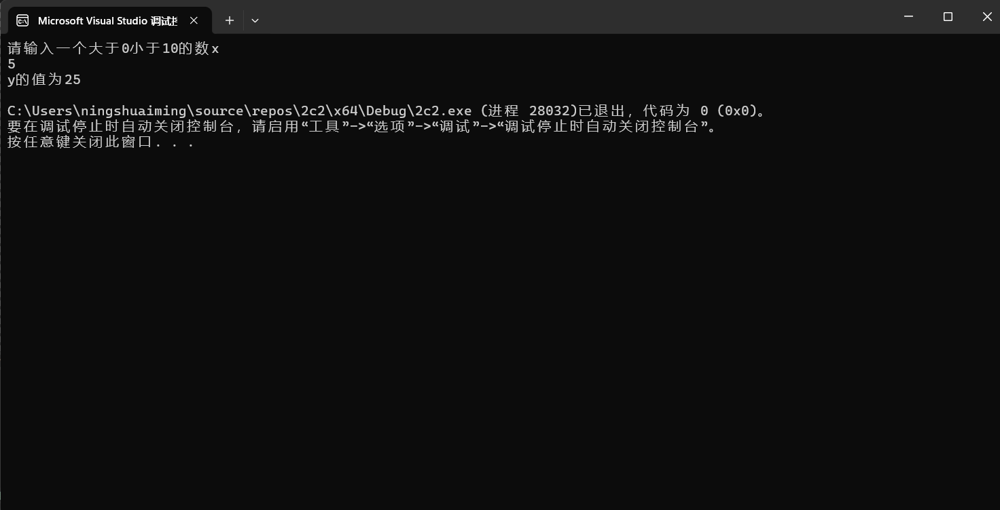 Microsoft Visual Studio 调试
请输入一个大于0小于10的数x
5
y的值为25
C:\Users\ningshuaiming\source\repos\2c2\x64\Debug\2c2.exe (进程 28032)已退出，代码为 0 (0x0)。
要在调试停止时自动关闭控制台，请启用“工具”->“选项”->“调试”->“调试停止时自动关闭控制台”。
按任意键关闭此窗口. . .